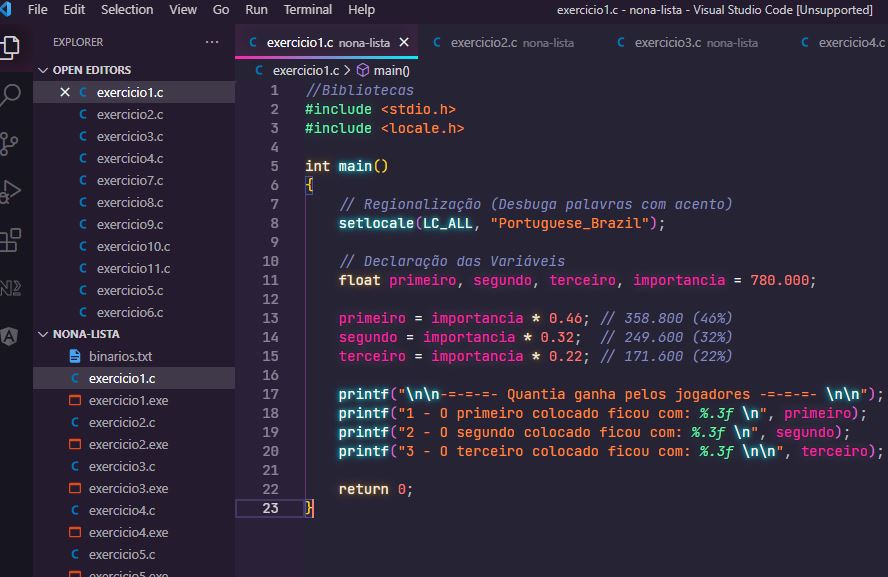 File Edit Selection View Go Run Terminal Help exercicio1.c - nona-lista - Visual Studio Code [Unsupported]
EXPLORER ···
OPEN EDITORS
× C exercicio1.c
C exercicio2.c
C exercicio3.c
C exercicio4.c
C exercicio7.c
C exercicio8.c
C exercicio9.c
C exercicio10.c
C exercicio11.c
C exercicio5.c
C exercicio6.c
NONA-LISTA
binarios.txt
C exercicio1.c
exercicio1.exe
C exercicio2.c
exercicio2.exe
C exercicio3.c
exercicio3.exe
C exercicio4.c
exercicio4.exe
C exercicio5.c
exercicio5.exe
C exercicio1.c nona-lista × C exercicio2.c nona-lista C exercicio3.c nona-lista C exercicio4.c
C exercicio1.c > main()
1 //Bibliotecas
2 #include <stdio.h>
3 #include <locale.h>
4
5 int main()
6 {
7 // Regionalização (Desbuga palavras com acento)
8 setlocale(LC_ALL, "Portuguese_Brazil");
9
10 // Declaração das Variáveis
11 float primeiro, segundo, terceiro, importancia = 780.000;
12
13 primeiro = importancia * 0.46; // 358.800 (46%)
14 segundo = importancia * 0.32; // 249.600 (32%)
15 terceiro = importancia * 0.22; // 171.600 (22%)
16
17 printf("\n\n-=-=-=- Quantia ganha pelos jogadores -=-=-=- \n\n");
18 printf("1 - O primeiro colocado ficou com: %.3f \n", primeiro);
19 printf("2 - O segundo colocado ficou com: %.3f \n", segundo);
20 printf("3 - O terceiro colocado ficou com: %.3f \n\n", terceiro);
21
22 return 0;
23 }